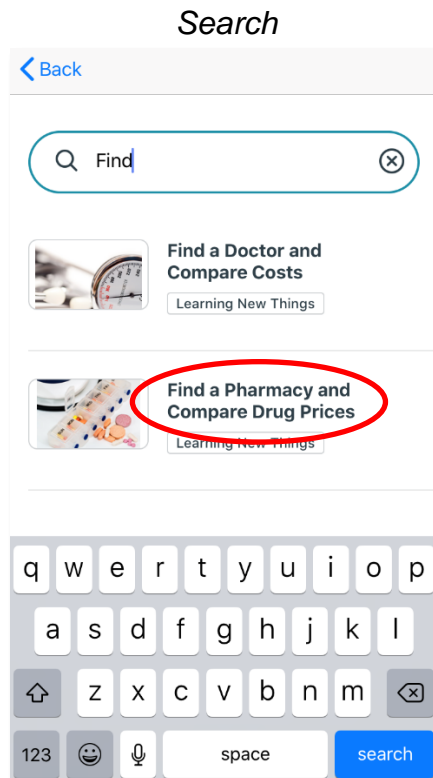 Search
Back
Find
Find a Doctor and
Compare Costs
Learning New Things
Find a Pharmacy and
Compare Drug Prices
Learning New Things
q w e r t y u i o p
a s d f g h j k l
z x c v b n m
123 space search